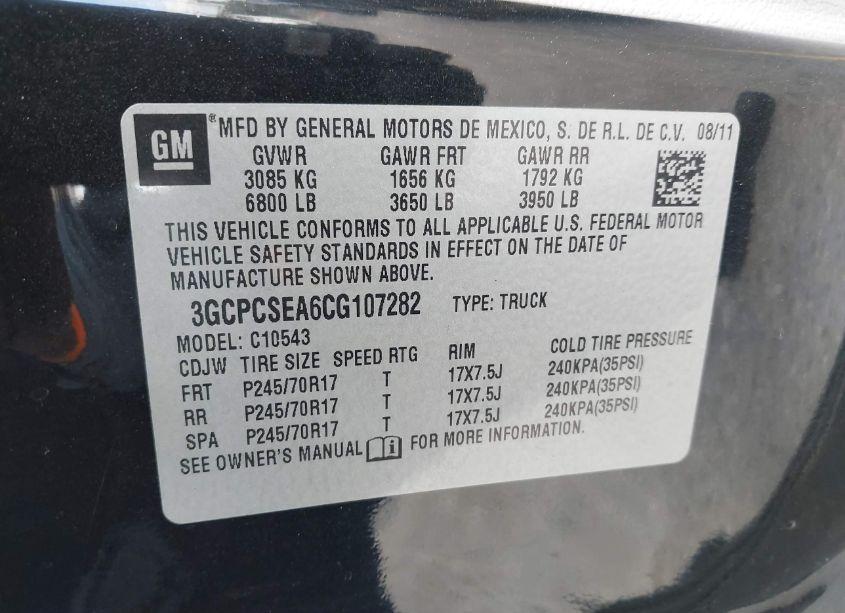 GM ® MFD BY GENERAL MOTORS DE MEXICO, S. DE R.L. DE C.V. 08/11
GVWR GAWR FRT GAWR RR
3085 KG 1656 KG 1792 KG
6800 LB 3650 LB 3950 LB
THIS VEHICLE CONFORMS TO ALL APPLICABLE U.S. FEDERAL MOTOR
VEHICLE SAFETY STANDARDS IN EFFECT ON THE DATE OF
MANUFACTURE SHOWN ABOVE.
3GCPCSEA6CG107282 TYPE: TRUCK
MODEL: C10543
CDJW TIRE SIZE SPEED RTG RIM COLD TIRE PRESSURE
FRT P245/70R17 T 17X7.5J 240KPA(35PSI)
RR P245/70R17 T 17X7.5J 240KPA(35PSI)
SPA P245/70R17 T 17X7.5J 240KPA(35PSI)
SEE OWNER'S MANUAL i FOR MORE INFORMATION.